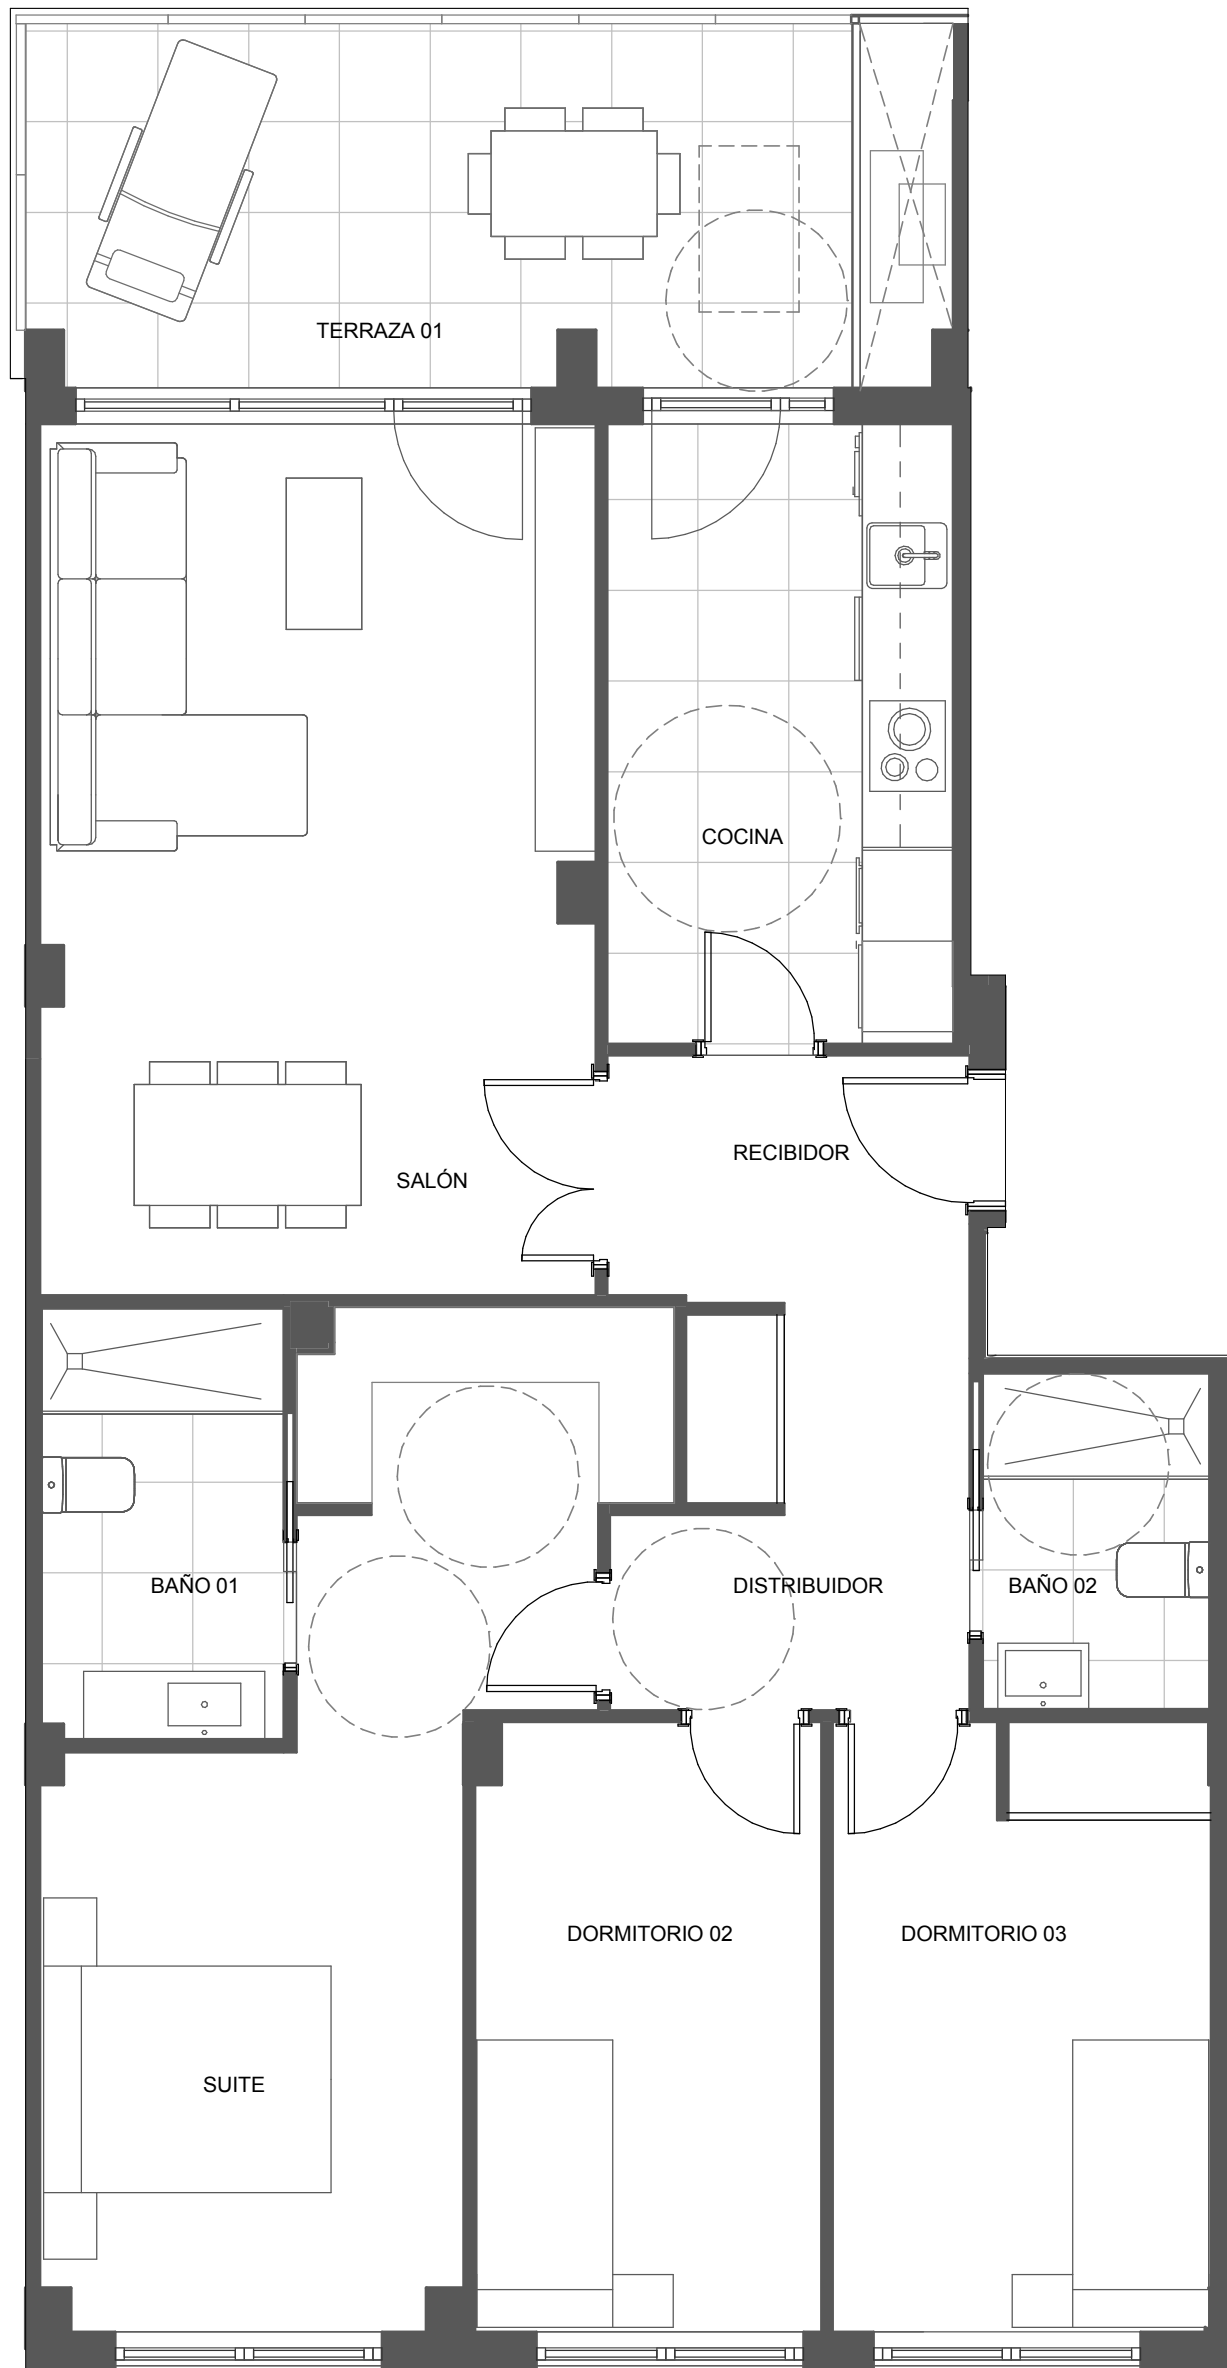 TERRAZA 01
COCINA
RECIBIDOR
SALÓN
BAÑO 01
DISTRIBUIDOR
BAÑO 02
DORMITORIO 02
DORMITORIO 03
SUITE